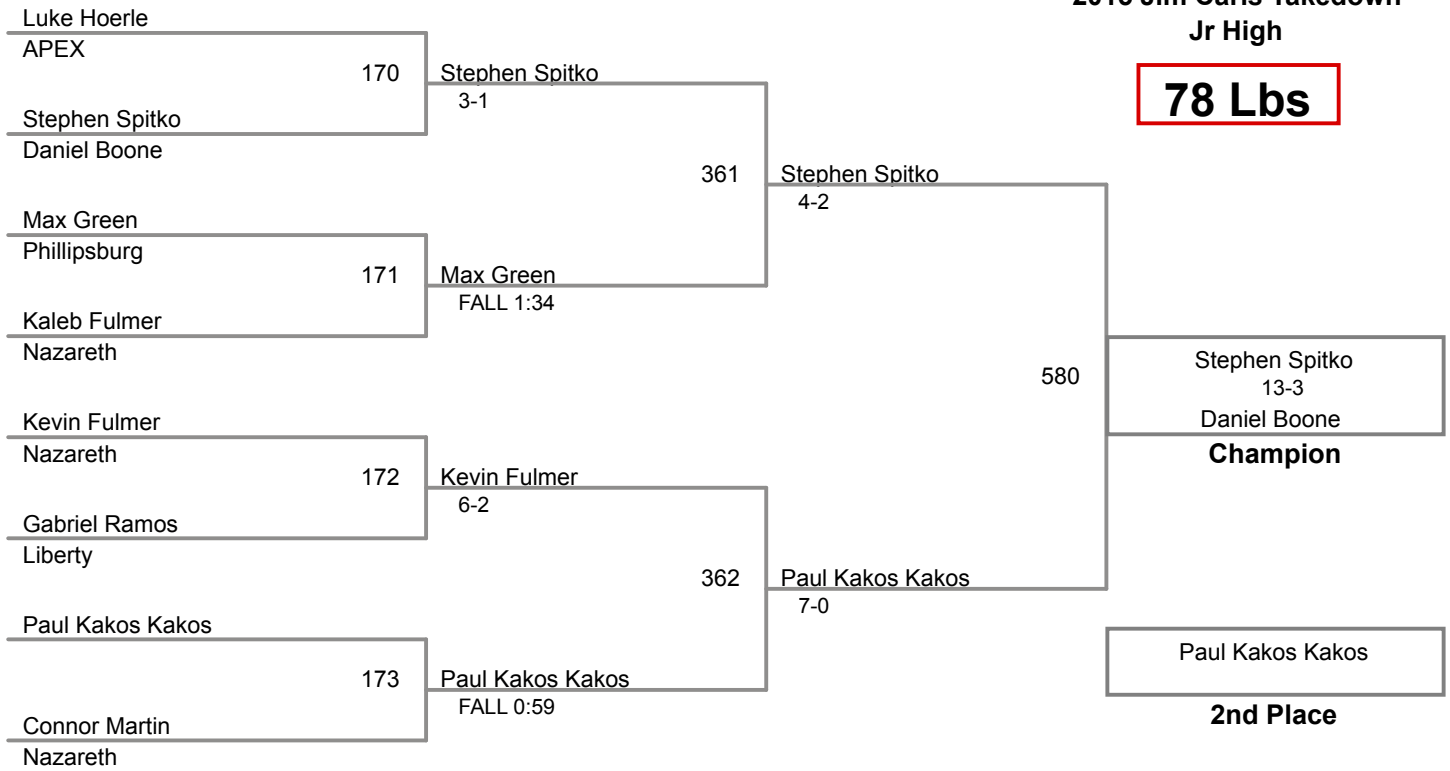 2015 Jim Carls Takedown
Jr High
78 Lbs
Luke Hoerle
APEX
170
Stephen Spitko
3-1
Stephen Spitko
Daniel Boone
361
Stephen Spitko
4-2
Max Green
Phillipsburg
171
Max Green
FALL 1:34
Kaleb Fulmer
Nazareth
580
Stephen Spitko
13-3
Daniel Boone
Champion
Kevin Fulmer
Nazareth
172
Kevin Fulmer
6-2
Gabriel Ramos
Liberty
362
Paul Kakos Kakos
7-0
Paul Kakos Kakos
173
Paul Kakos Kakos
FALL 0:59
Connor Martin
Nazareth
Paul Kakos Kakos
2nd Place